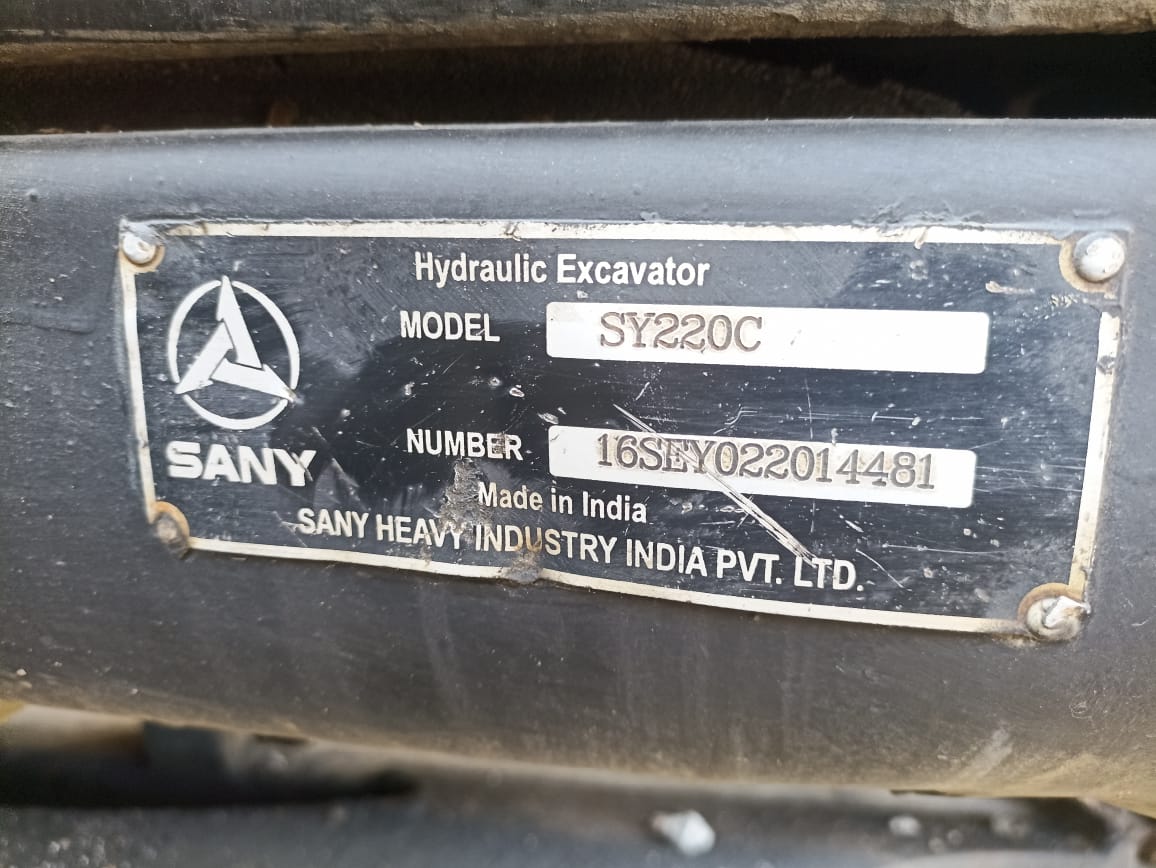 Hydraulic Excavator
MODEL SY220C
NUMBER 16SEY022014481
SANY
Made in India
SANY HEAVY INDUSTRY INDIA PVT. LTD.